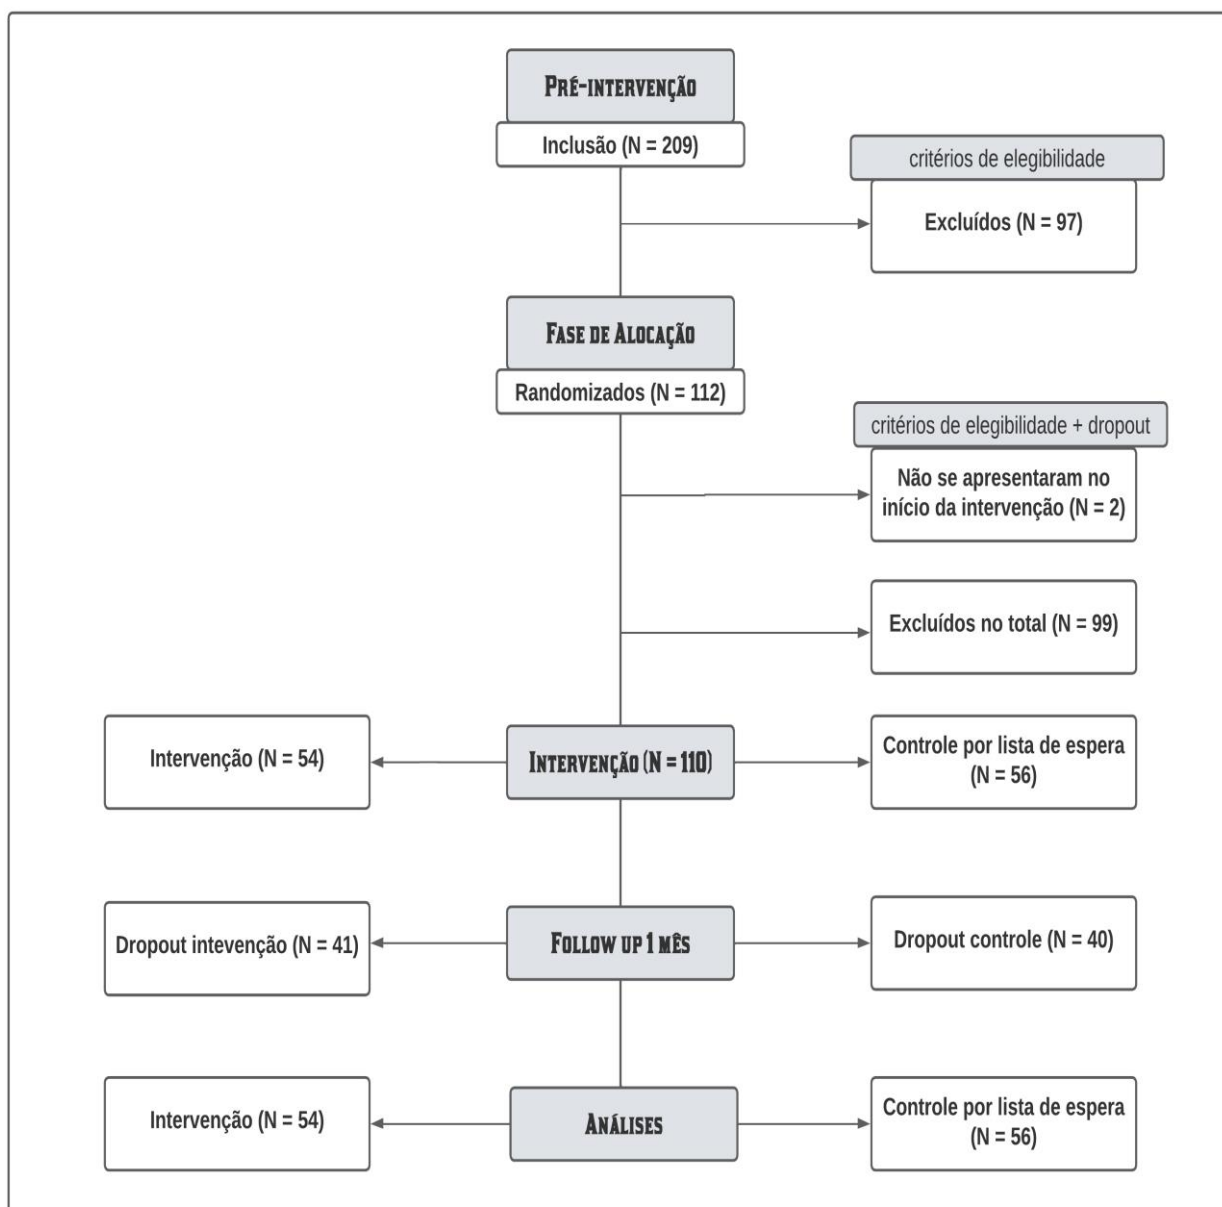 PRÉ-INTERVENÇÃO
Inclusão (N = 209)
critérios de elegibilidade
Excluídos (N = 97)
FASE DE ALOCAÇÃO
Randomizados (N = 112)
critérios de elegibilidade + dropout
Não se apresentaram no
início da intervenção (N = 2)
Excluídos no total (N = 99)
Intervenção (N = 54)
INTERVENÇÃO (N = 110)
Controle por lista de espera
(N = 56)
Dropout intevenção (N = 41)
FOLLOW UP 1 MÊS
Dropout controle (N = 40)
Intervenção (N = 54)
ANÁLISES
Controle por lista de espera
(N = 56)